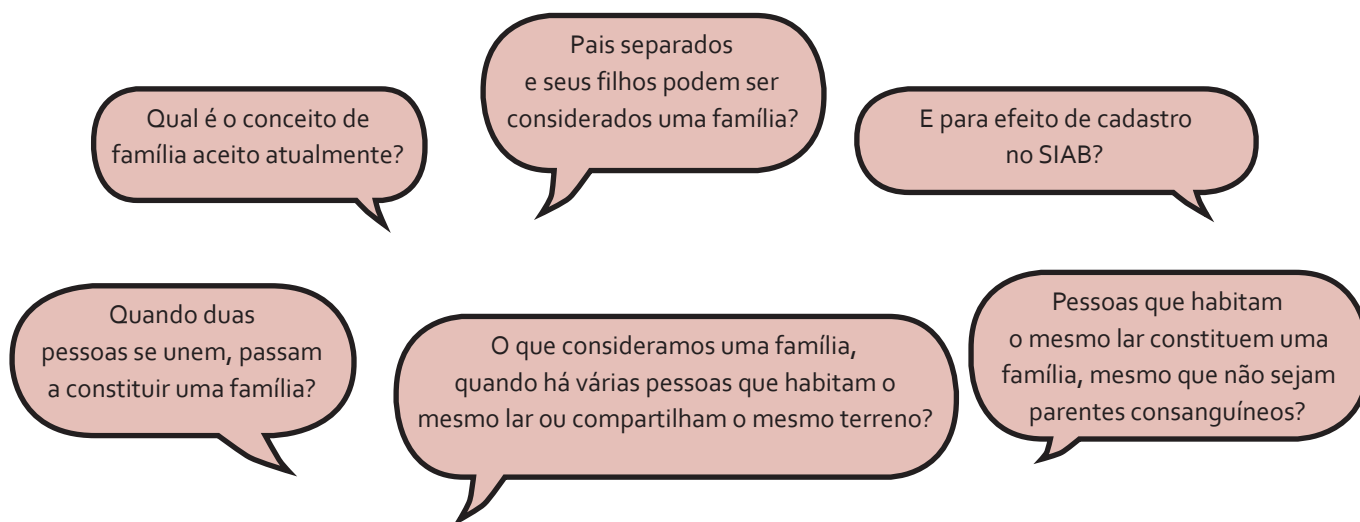 Qual é o conceito de
família aceito atualmente?
Pais separados
e seus filhos podem ser
considerados uma família?
E para efeito de cadastro
no SIAB?
Quando duas
pessoas se unem, passam
a constituir uma família?
O que consideramos uma família,
quando há várias pessoas que habitam o
mesmo lar ou compartilham o mesmo terreno?
Pessoas que habitam
o mesmo lar constituem uma
família, mesmo que não sejam
parentes consanguíneos?